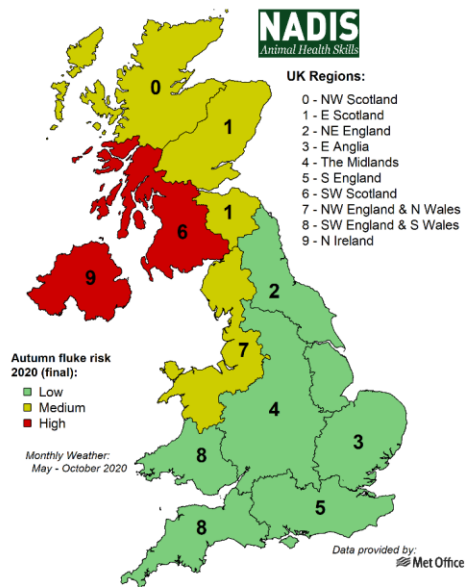 NADIS
Animal Health Skills
UK Regions:
0 - NW Scotland
1 - E Scotland
2 - NE England
3 - E Anglia
4 - The Midlands
5 - S England
6 - SW Scotland
7 - NW England & N Wales
8 - SW England & S Wales
9 - N Ireland
0
1
1
6
9
2
7
4
3
8
5
8
Autumn fluke risk
2020 (final):
Low
Medium
High
Monthly Weather:
May - October 2020
Data provided by:
Met Office